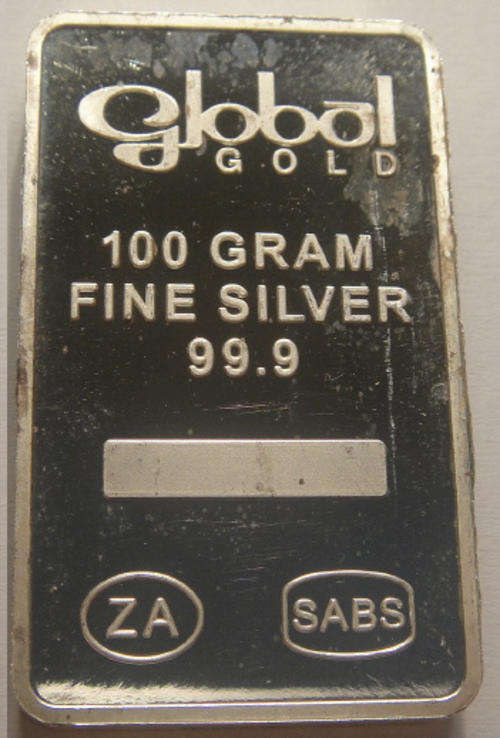 global
GOLD
100 GRAM
FINE SILVER
99.9
ZA SABS